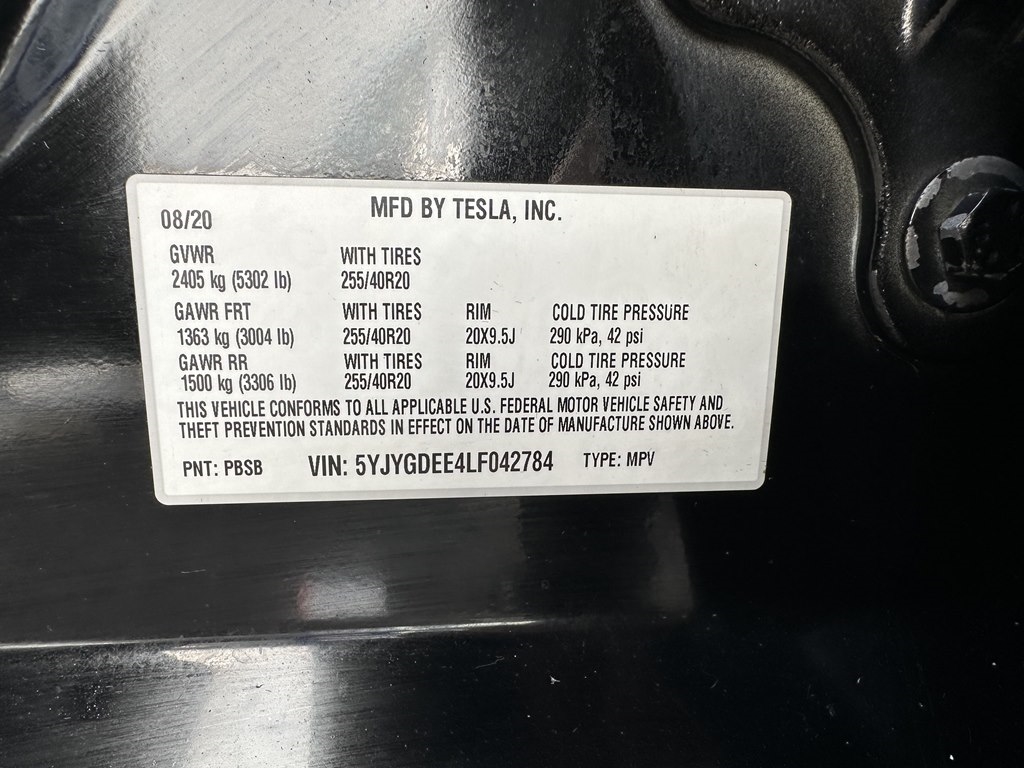 08/20 MFD BY TESLA, INC.
GVWR WITH TIRES
2405 kg (5302 lb) 255/40R20
GAWR FRT WITH TIRES RIM COLD TIRE PRESSURE
1363 kg (3004 lb) 255/40R20 20X9.5J 290 kPa, 42 psi
GAWR RR WITH TIRES RIM COLD TIRE PRESSURE
1500 kg (3306 lb) 255/40R20 20X9.5J 290 kPa, 42 psi
THIS VEHICLE CONFORMS TO ALL APPLICABLE U.S. FEDERAL MOTOR VEHICLE SAFETY AND
THEFT PREVENTION STANDARDS IN EFFECT ON THE DATE OF MANUFACTURE SHOWN ABOVE.
PNT: PBSB VIN: 5YJYGDEE4LF042784 TYPE: MPV